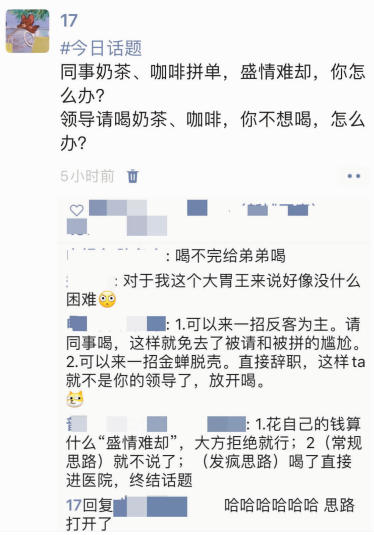 17
#今日话题
同事奶茶、咖啡拼单，盛情难却，你怎
么办?
领导请喝奶茶、咖啡，你不想喝，怎么
办?
5小时前
: 喝不完给弟弟喝
: 对于我这个大胃王来说好像没什么
困难
: 1.可以来一招反客为主。请
同事喝，这样就免去了被请和被拼的尴尬。
2.可以来一招金蝉脱壳。直接辞职，这样ta
就不是你的领导了，放开喝。
: 1.花自己的钱算
什么“盛情难却”，大方拒绝就行；2（常规
思路）就不说了；（发疯思路）喝了直接
进医院，终结话题
17回复 哈哈哈哈哈哈 思路
打开了